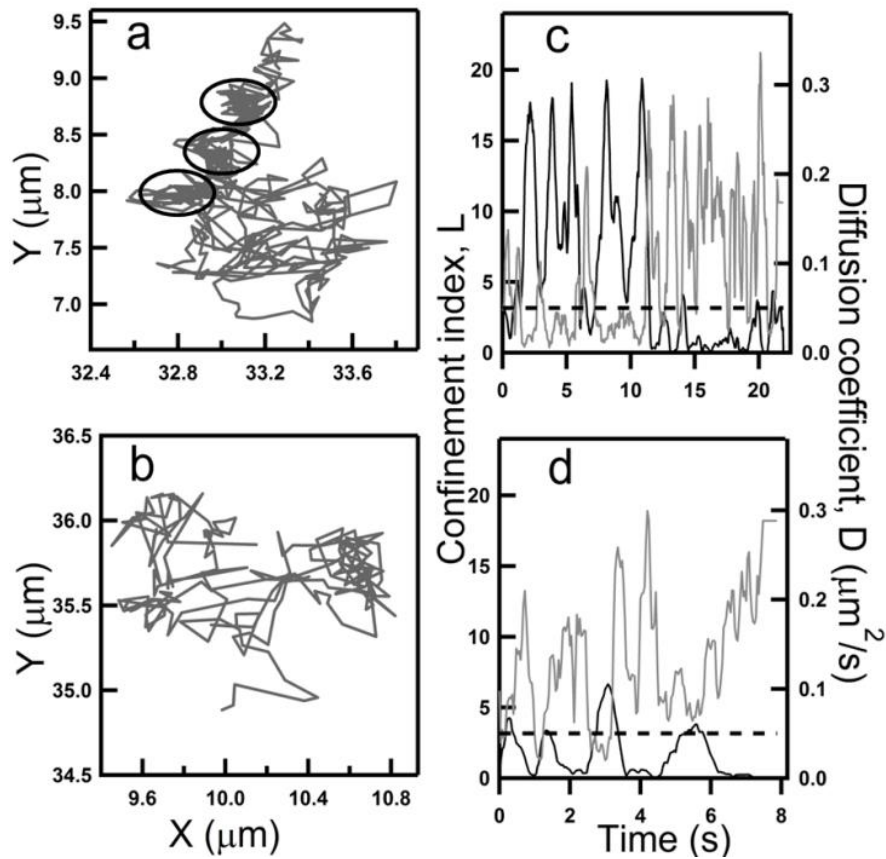 a
9.5
9.0
8.5
8.0
7.5
7.0
Y (μm)
32.4 32.8 33.2 33.6
b
36.5
36.0
35.5
35.0
34.5
Y (μm)
9.6 10.0 10.4 10.8
X (μm)
c
20
15
10
5
0
0.3
0.2
0.1
0.0
0 5 10 15 20
Confinement index, L
Diffusion coefficient, D (μm²/s)
d
20
15
10
5
0
0.3
0.2
0.1
0.0
0 2 4 6 8
Time (s)